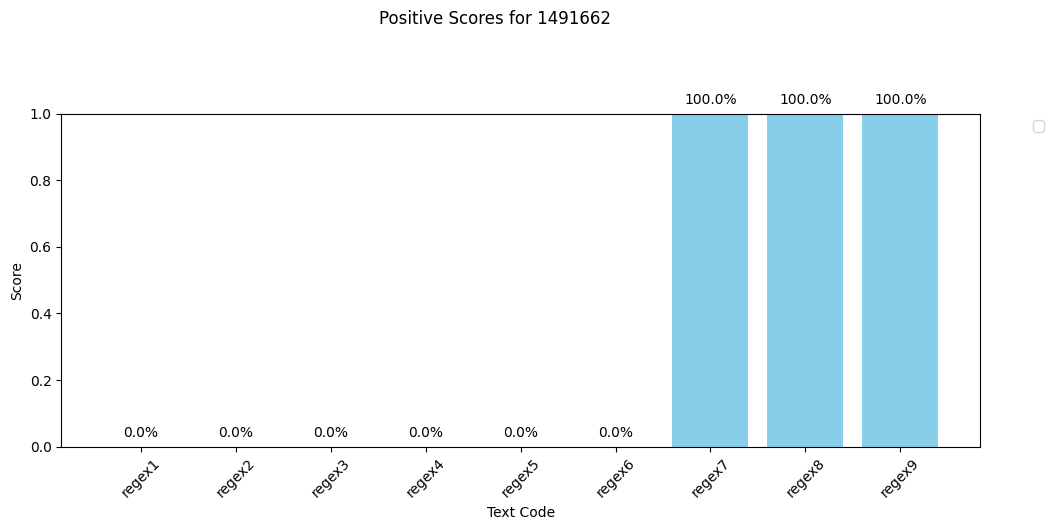 Positive Scores for 1491662
100.0% 100.0% 100.0%
1.0
0.8
0.6
0.4
0.2
0.0
Score
0.0% 0.0% 0.0% 0.0% 0.0% 0.0%
regex1 regex2 regex3 regex4 regex5 regex6 regex7 regex8 regex9
Text Code